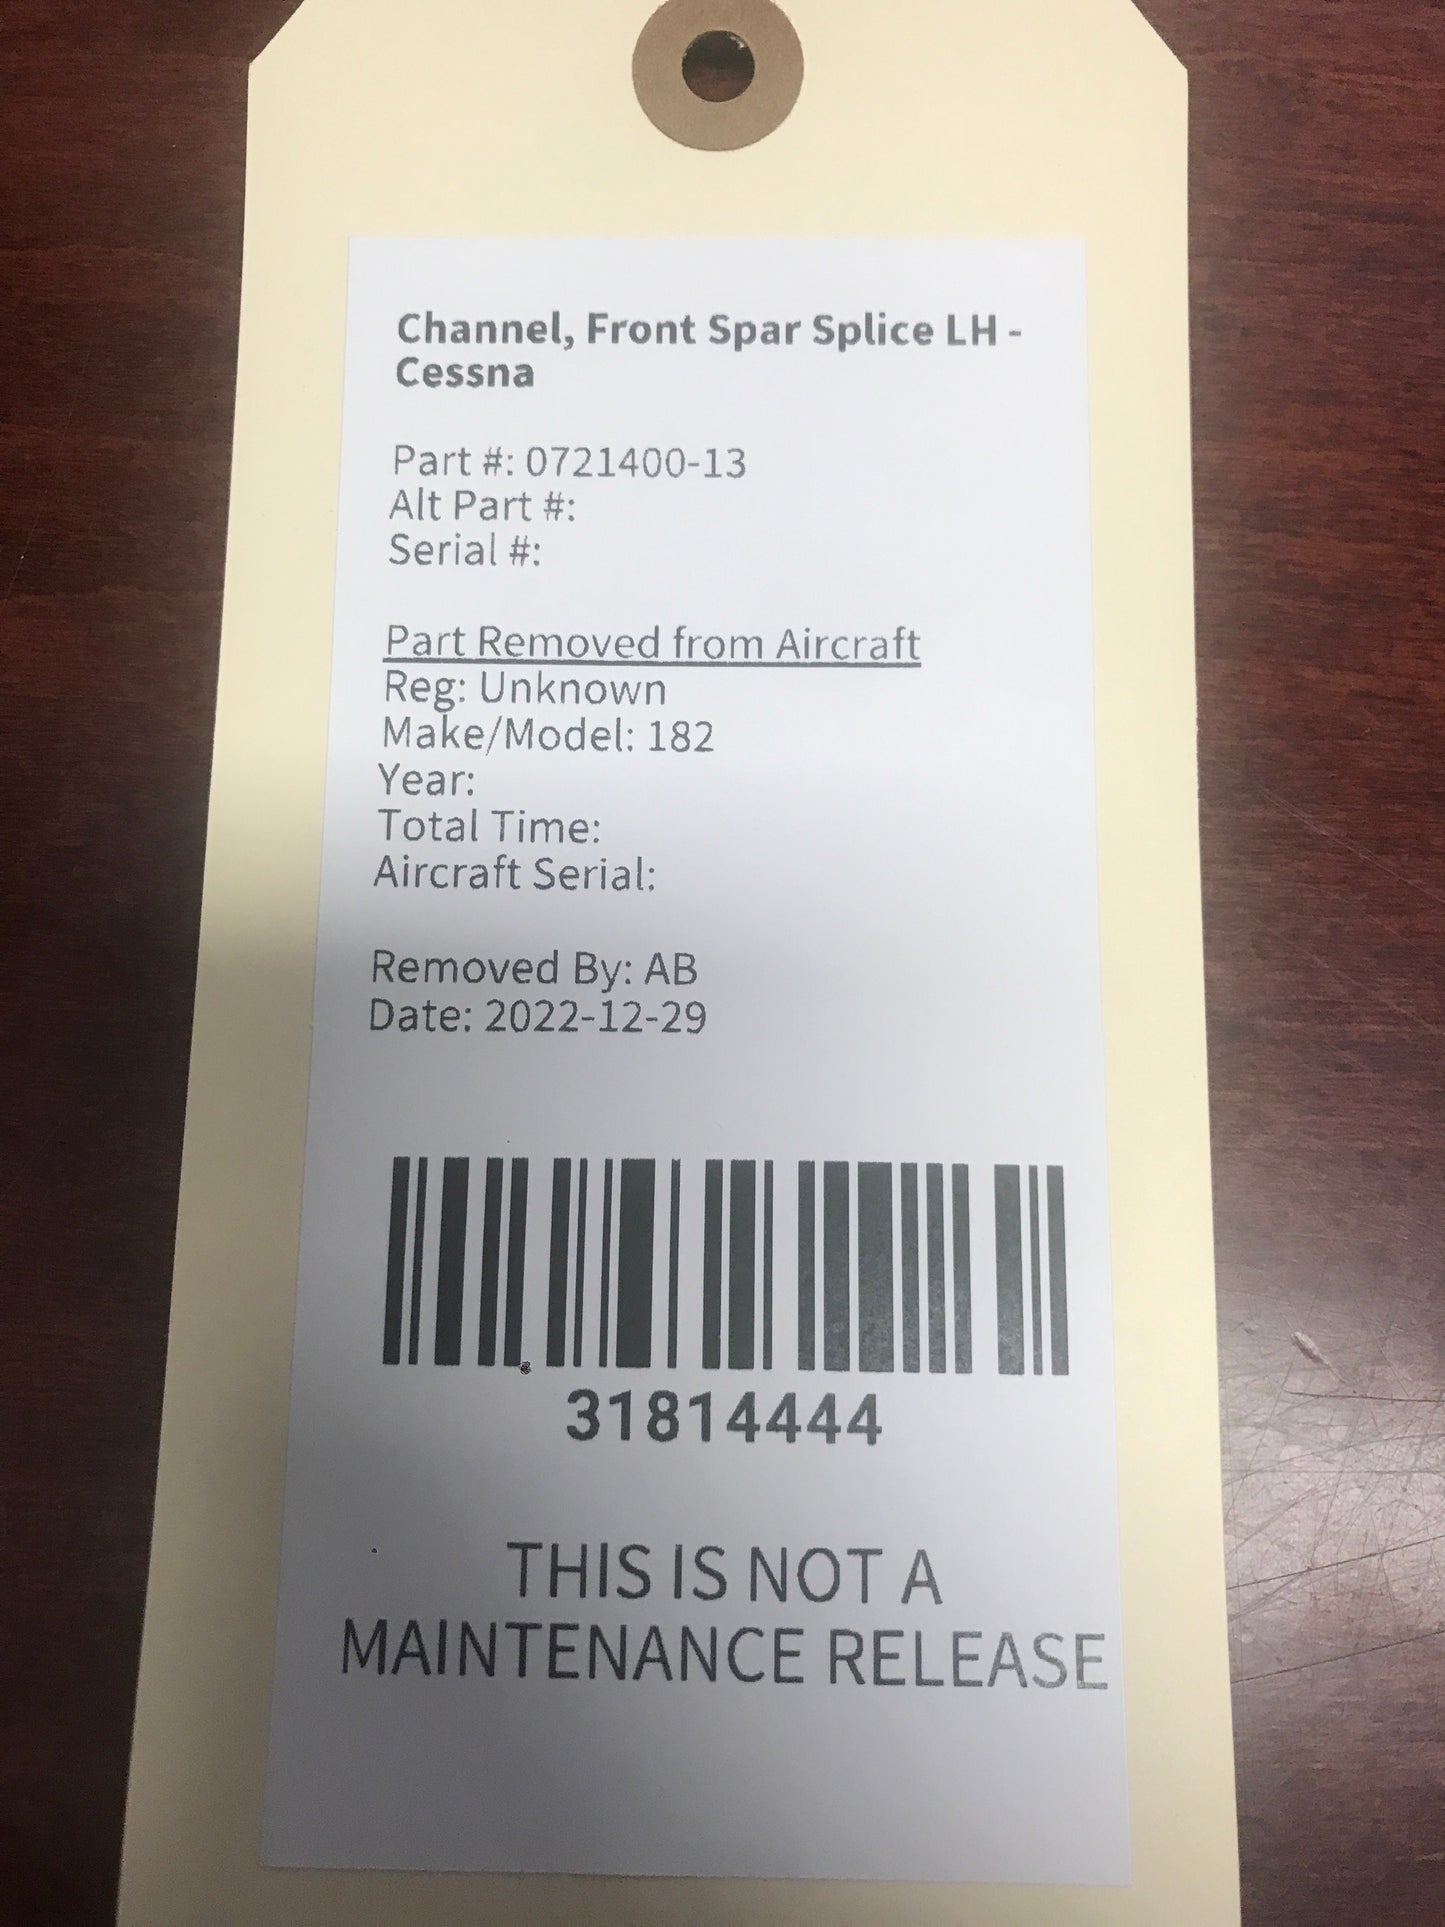 Channel, Front Spar Splice LH -
Cessna
Part #: 0721400-13
Alt Part #:
Serial #:
Part Removed from Aircraft
Reg: Unknown
Make/Model: 182
Year:
Total Time:
Aircraft Serial:
Removed By: AB
Date: 2022-12-29
31814444
THIS IS NOT A
MAINTENANCE RELEASE